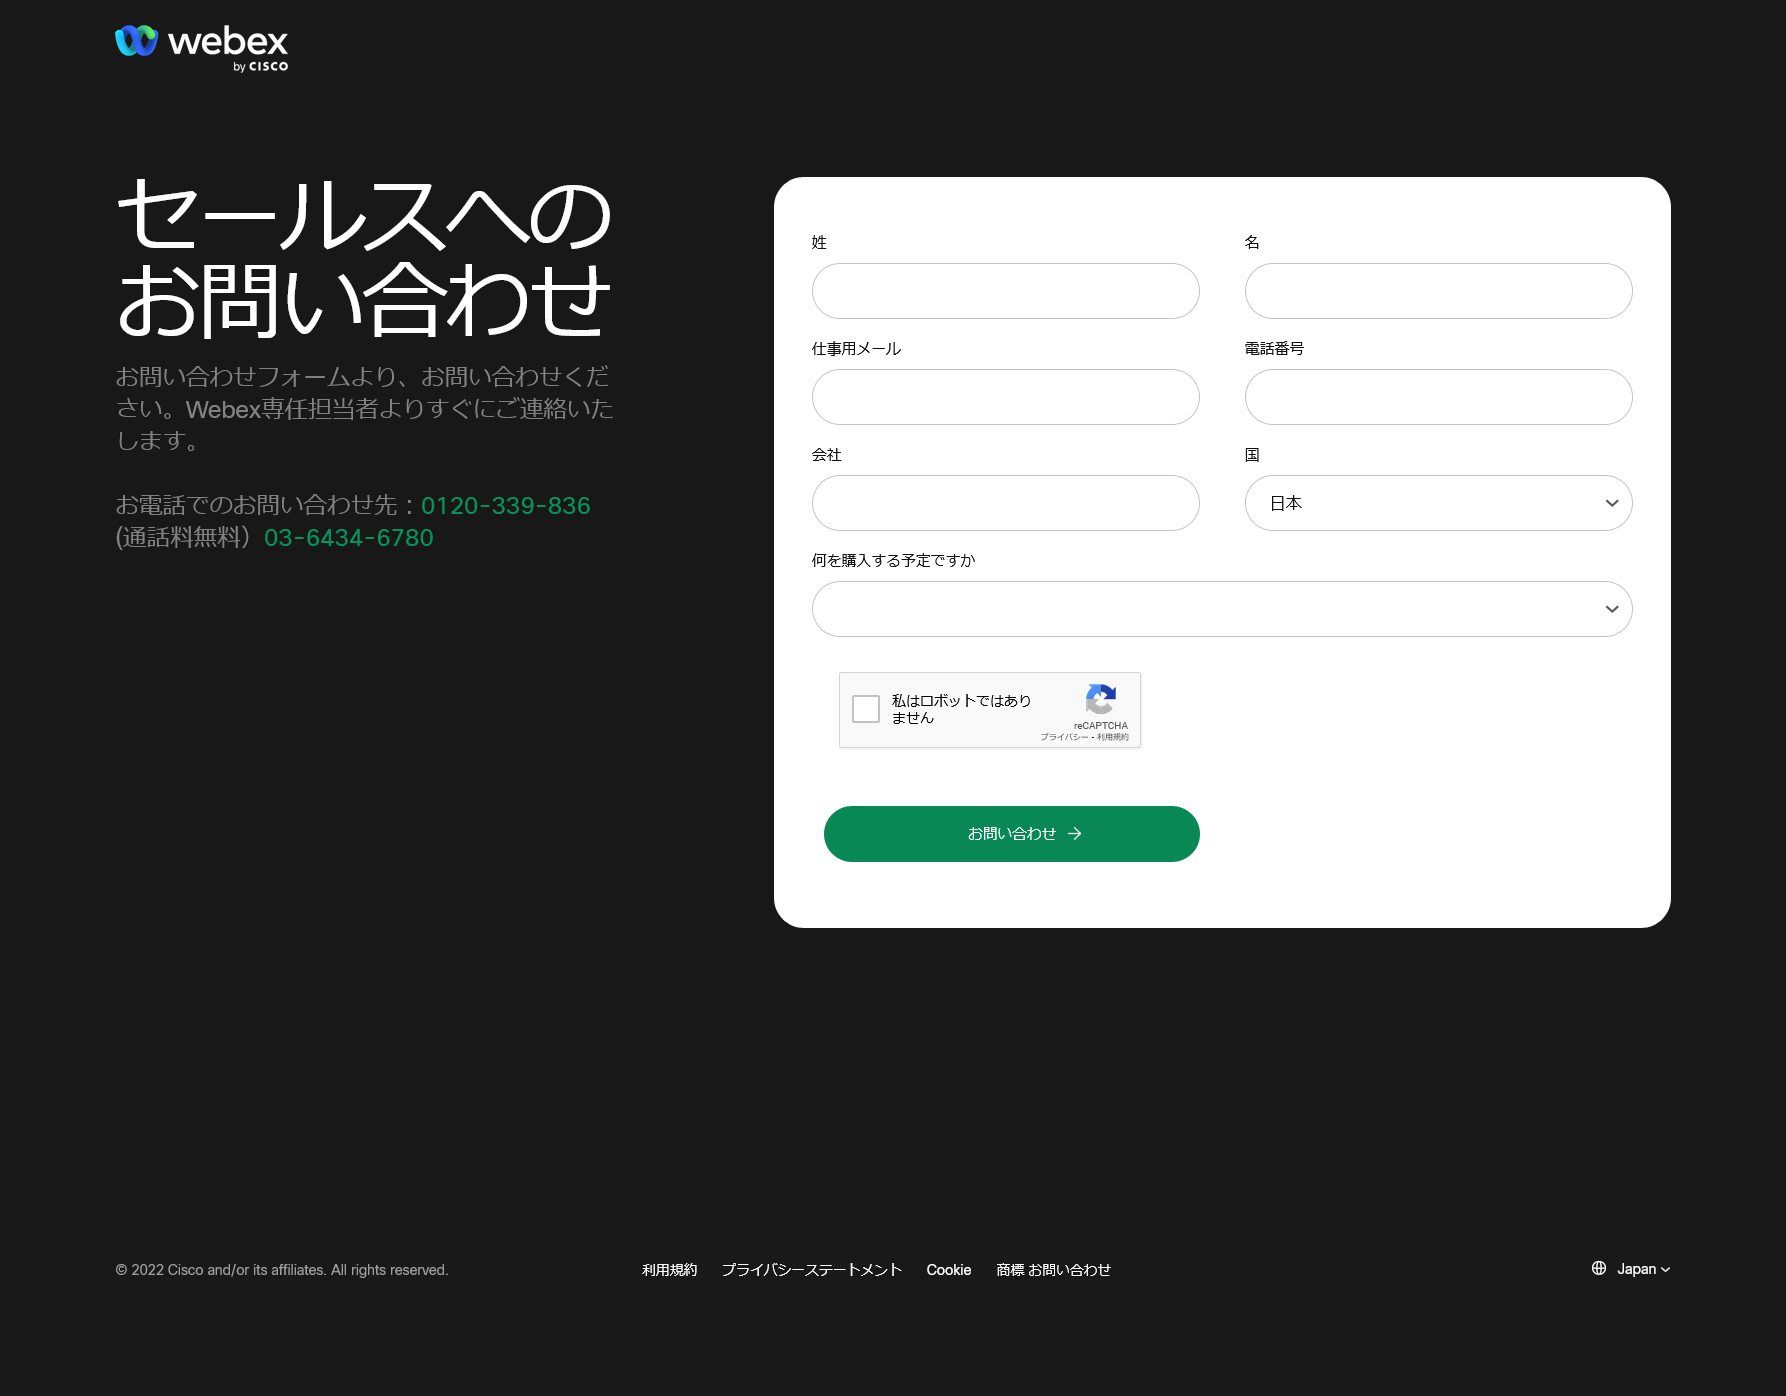 webex
by CISCO
セールスへの
お問い合わせ
お問い合わせフォームより、お問い合わせくだ
さい。Webex専任担当者よりすぐにご連絡いた
します。
お電話でのお問い合わせ先：0120-339-836
(通話料無料） 03-6434-6780
姓
名
仕事用メール
電話番号
会社
国
日本
何を購入する予定ですか
私はロボットではあり
ません
reCAPTCHA
プライバシー - 利用規約
お問い合わせ →
© 2022 Cisco and/or its affiliates. All rights reserved.
利用規約 プライバシーステートメント Cookie 商標 お問い合わせ
Japan